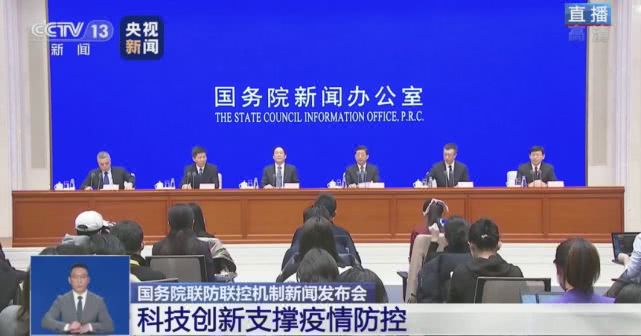 CCTV 13
新闻
央视
新闻
直播
高清
国务院新闻办公室
THE STATE COUNCIL INFORMATION OFFICE, P.R.C.
国务院联防联控机制新闻发布会
科技创新支撑疫情防控